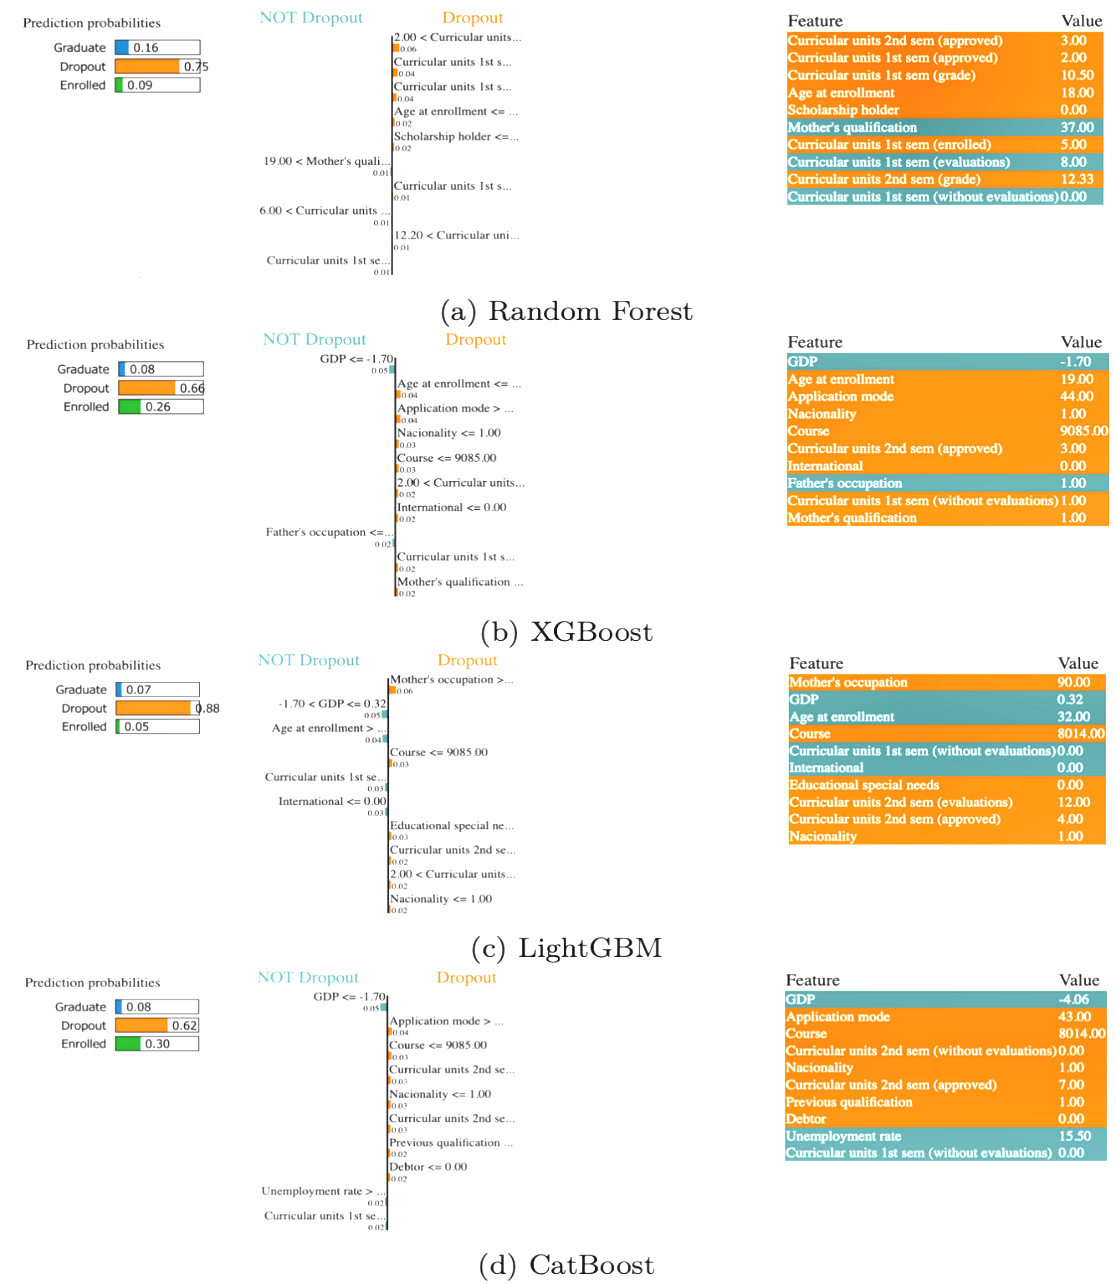 Prediction probabilities
Graduate 0.16
Dropout 0.75
Enrolled 0.09
NOT Dropout Dropout
2.00 < Curricular units...
0.06
Curricular units 1st s...
0.04
Curricular units 1st s...
0.04
Age at enrollment <= ...
0.02
Scholarship holder <=...
0.02
19.00 < Mother's quali...
0.01
Curricular units 1st s...
0.01
6.00 < Curricular units ...
0.01
12.20 < Curricular uni...
0.01
Curricular units 1st se...
0.01
Feature Value
Curricular units 2nd sem (approved) 3.00
Curricular units 1st sem (approved) 2.00
Curricular units 1st sem (grade) 10.50
Age at enrollment 18.00
Scholarship holder 0.00
Mother's qualification 37.00
Curricular units 1st sem (enrolled) 5.00
Curricular units 1st sem (evaluations) 8.00
Curricular units 2nd sem (grade) 12.33
Curricular units 1st sem (without evaluations) 0.00
(a) Random Forest
Prediction probabilities
Graduate 0.08
Dropout 0.66
Enrolled 0.26
NOT Dropout Dropout
GDP <= -1.70
0.05
Age at enrollment <= ...
0.04
Application mode > ...
0.04
Nacionality <= 1.00
0.03
Course <= 9085.00
0.03
2.00 < Curricular units...
0.02
International <= 0.00
0.02
Father's occupation <=...
0.02
Curricular units 1st s...
0.02
Mother's qualification ...
0.02
Feature Value
GDP -1.70
Age at enrollment 19.00
Application mode 44.00
Nacionality 1.00
Course 9085.00
Curricular units 2nd sem (approved) 3.00
International 0.00
Father's occupation 1.00
Curricular units 1st sem (without evaluations) 1.00
Mother's qualification 1.00
(b) XGBoost
Prediction probabilities
Graduate 0.07
Dropout 0.88
Enrolled 0.05
NOT Dropout Dropout
Mother's occupation >...
0.06
-1.70 < GDP <= 0.32
0.05
Age at enrollment > ...
0.04
Course <= 9085.00
0.03
Curricular units 1st se...
0.03
International <= 0.00
0.03
Educational special ne...
0.03
Curricular units 2nd se...
0.02
2.00 < Curricular units...
0.02
Nacionality <= 1.00
0.02
Feature Value
Mother's occupation 90.00
GDP 0.32
Age at enrollment 32.00
Course 8014.00
Curricular units 1st sem (without evaluations) 0.00
International 0.00
Educational special needs 0.00
Curricular units 2nd sem (evaluations) 12.00
Curricular units 2nd sem (approved) 4.00
Nacionality 1.00
(c) LightGBM
Prediction probabilities
Graduate 0.08
Dropout 0.62
Enrolled 0.30
NOT Dropout Dropout
GDP <= -1.70
0.05
Application mode > ...
0.04
Course <= 9085.00
0.03
Curricular units 2nd se...
0.03
Nacionality <= 1.00
0.03
Curricular units 2nd se...
0.03
Previous qualification ...
0.02
Debtor <= 0.00
0.02
Unemployment rate > ...
0.02
Curricular units 1st se...
0.02
Feature Value
GDP -4.06
Application mode 43.00
Course 8014.00
Curricular units 2nd sem (without evaluations) 0.00
Nacionality 1.00
Curricular units 2nd sem (approved) 7.00
Previous qualification 1.00
Debtor 0.00
Unemployment rate 15.50
Curricular units 1st sem (without evaluations) 0.00
(d) CatBoost